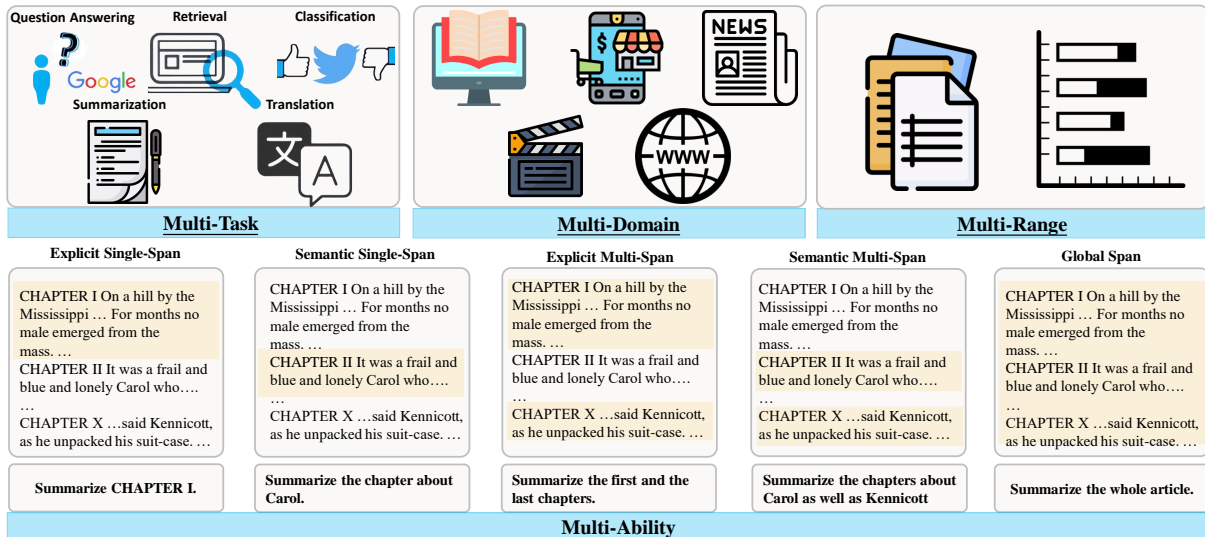 Question Answering
Retrieval
Classification
?
Google
Summarization
Translation
文
A
$
NEWS
WWW
Multi-Task
Multi-Domain
Multi-Range
Explicit Single-Span
CHAPTER I On a hill by the
Mississippi … For months no
male emerged from the
mass. …
CHAPTER II It was a frail and
blue and lonely Carol who….
…
CHAPTER X …said Kennicott,
as he unpacked his suit-case. …
Summarize CHAPTER I.
Semantic Single-Span
CHAPTER I On a hill by the
Mississippi … For months no
male emerged from the
mass. …
CHAPTER II It was a frail and
blue and lonely Carol who….
…
CHAPTER X …said Kennicott,
as he unpacked his suit-case. …
Summarize the chapter about
Carol.
Explicit Multi-Span
CHAPTER I On a hill by the
Mississippi … For months no
male emerged from the
mass. …
CHAPTER II It was a frail and
blue and lonely Carol who….
…
CHAPTER X …said Kennicott,
as he unpacked his suit-case. …
Summarize the first and the
last chapters.
Semantic Multi-Span
CHAPTER I On a hill by the
Mississippi … For months no
male emerged from the
mass. …
CHAPTER II It was a frail and
blue and lonely Carol who….
…
CHAPTER X …said Kennicott,
as he unpacked his suit-case. …
Summarize the chapters about
Carol as well as Kennicott
Global Span
CHAPTER I On a hill by the
Mississippi … For months no
male emerged from the
mass. …
CHAPTER II It was a frail and
blue and lonely Carol who….
…
CHAPTER X …said Kennicott,
as he unpacked his suit-case. …
Summarize the whole article.
Multi-Ability